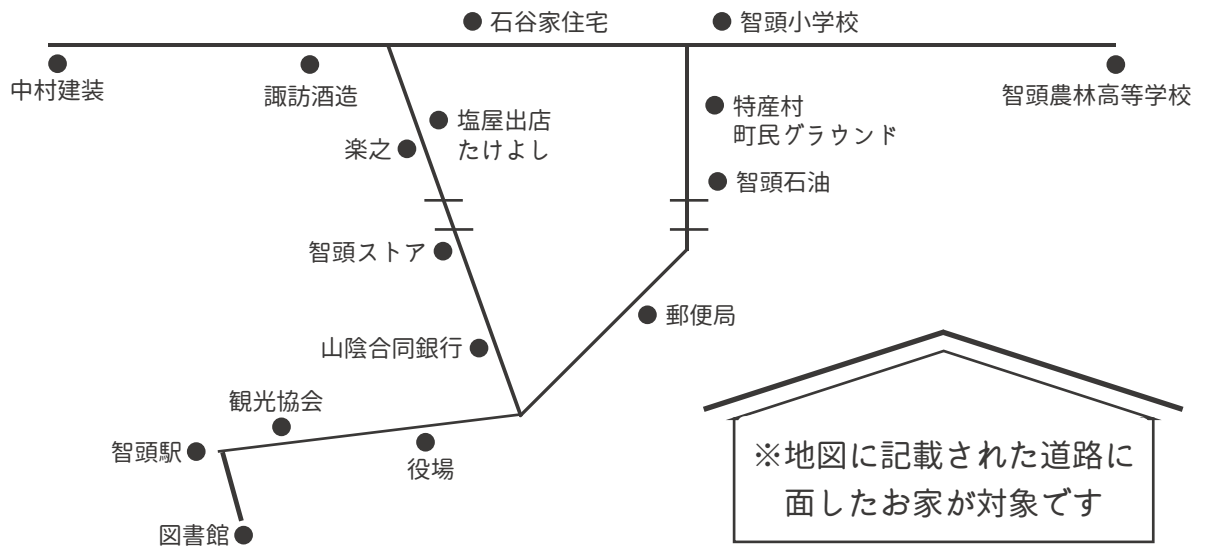 石谷家住宅
智頭小学校
中村建装
諏訪酒造
智頭農林高等学校
塩屋出店
たけよし
楽之
特産村
町民グラウンド
智頭石油
智頭ストア
郵便局
山陰合同銀行
観光協会
智頭駅
役場
図書館
※地図に記載された道路に
面したお家が対象です